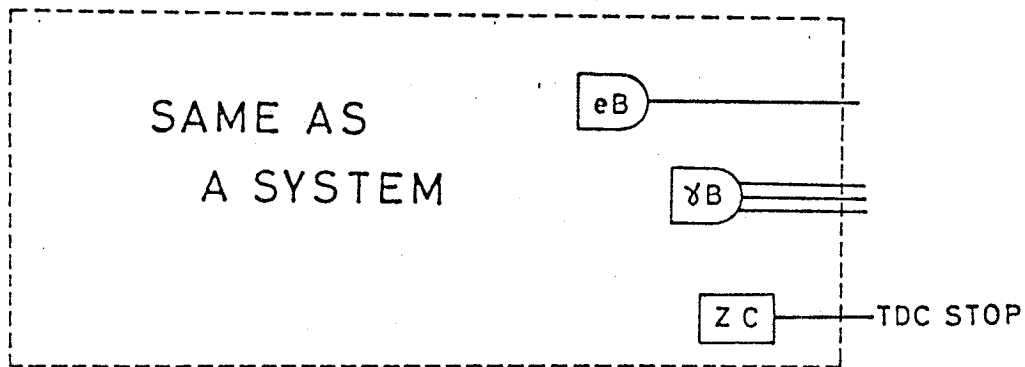 eB
SAME AS
A SYSTEM
γB
Z C
TDC STOP